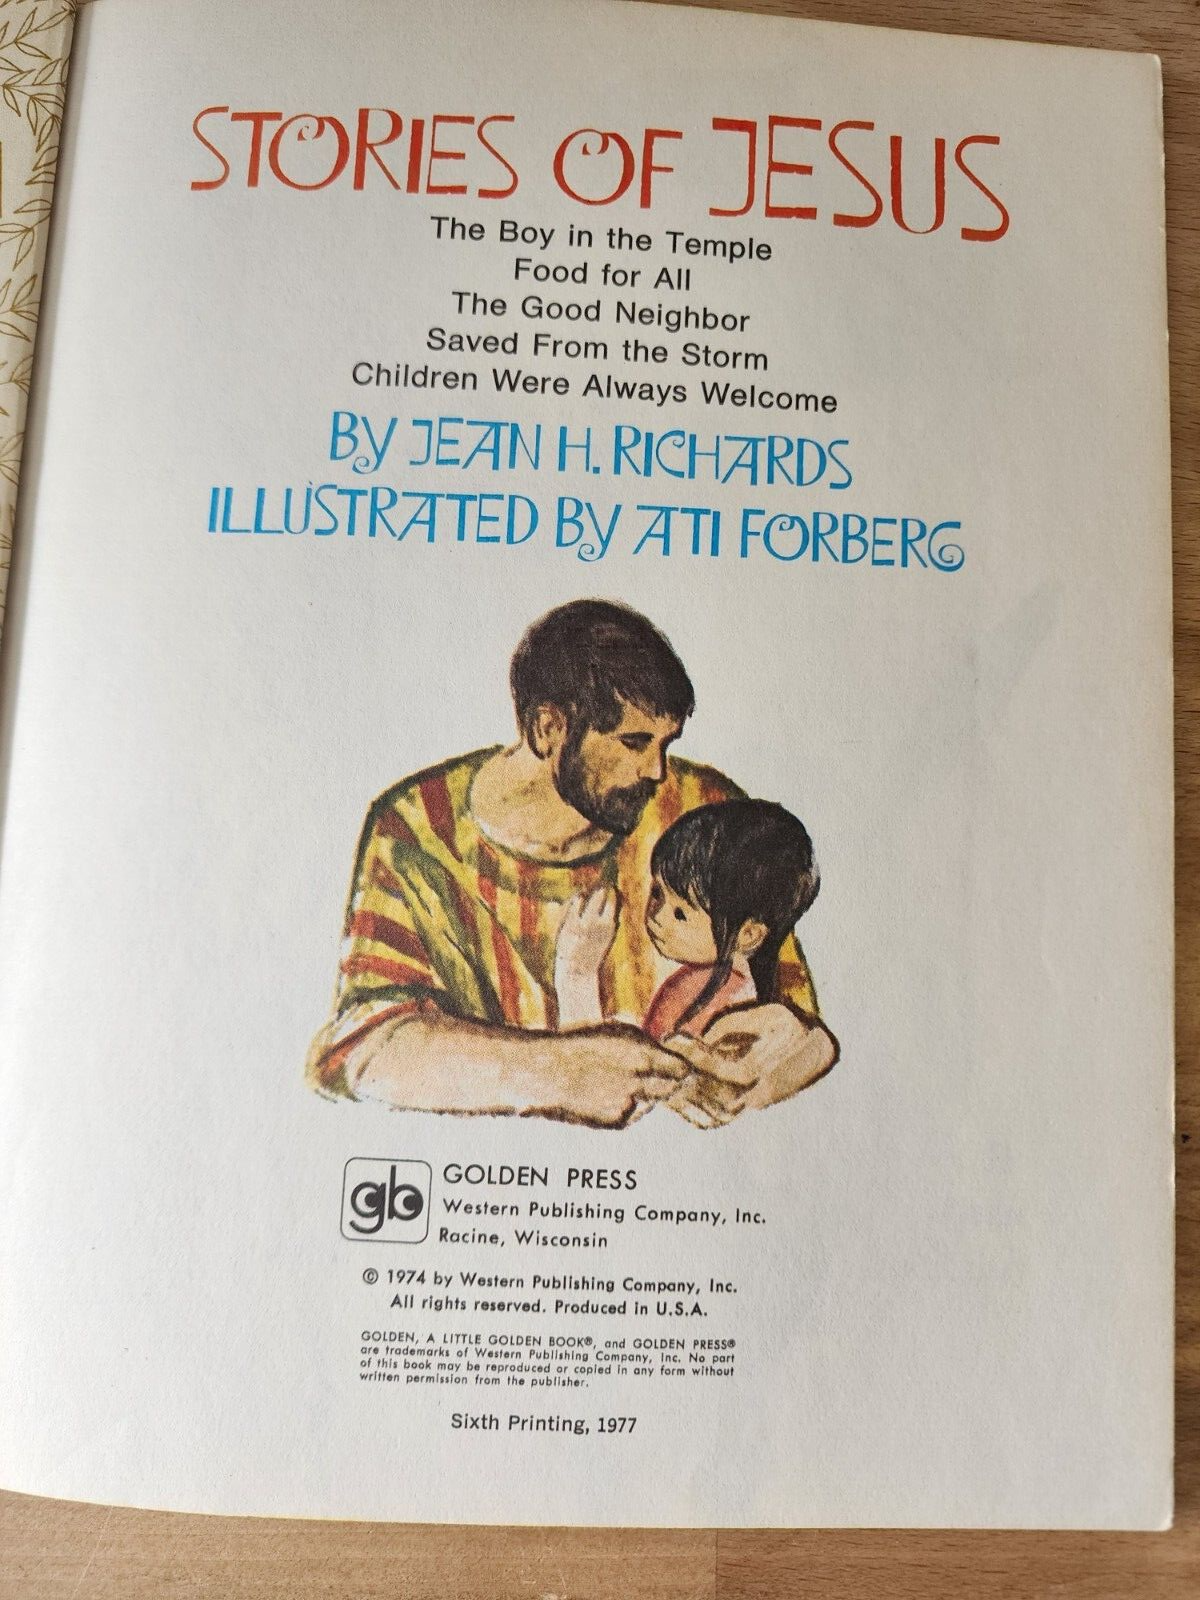 STORIES OF JESUS
The Boy in the Temple
Food for All
The Good Neighbor
Saved From the Storm
Children Were Always Welcome
BY JEAN H. RICHARDS
ILLUSTRATED BY ATI FORBERG
gb
GOLDEN PRESS
Western Publishing Company, Inc.
Racine, Wisconsin
© 1974 by Western Publishing Company, Inc.
All rights reserved. Produced in U.S.A.
GOLDEN, A LITTLE GOLDEN BOOK®, and GOLDEN PRESS®
are trademarks of Western Publishing Company, Inc. No part
of this book may be reproduced or copied in any form without
written permission from the publisher.
Sixth Printing, 1977